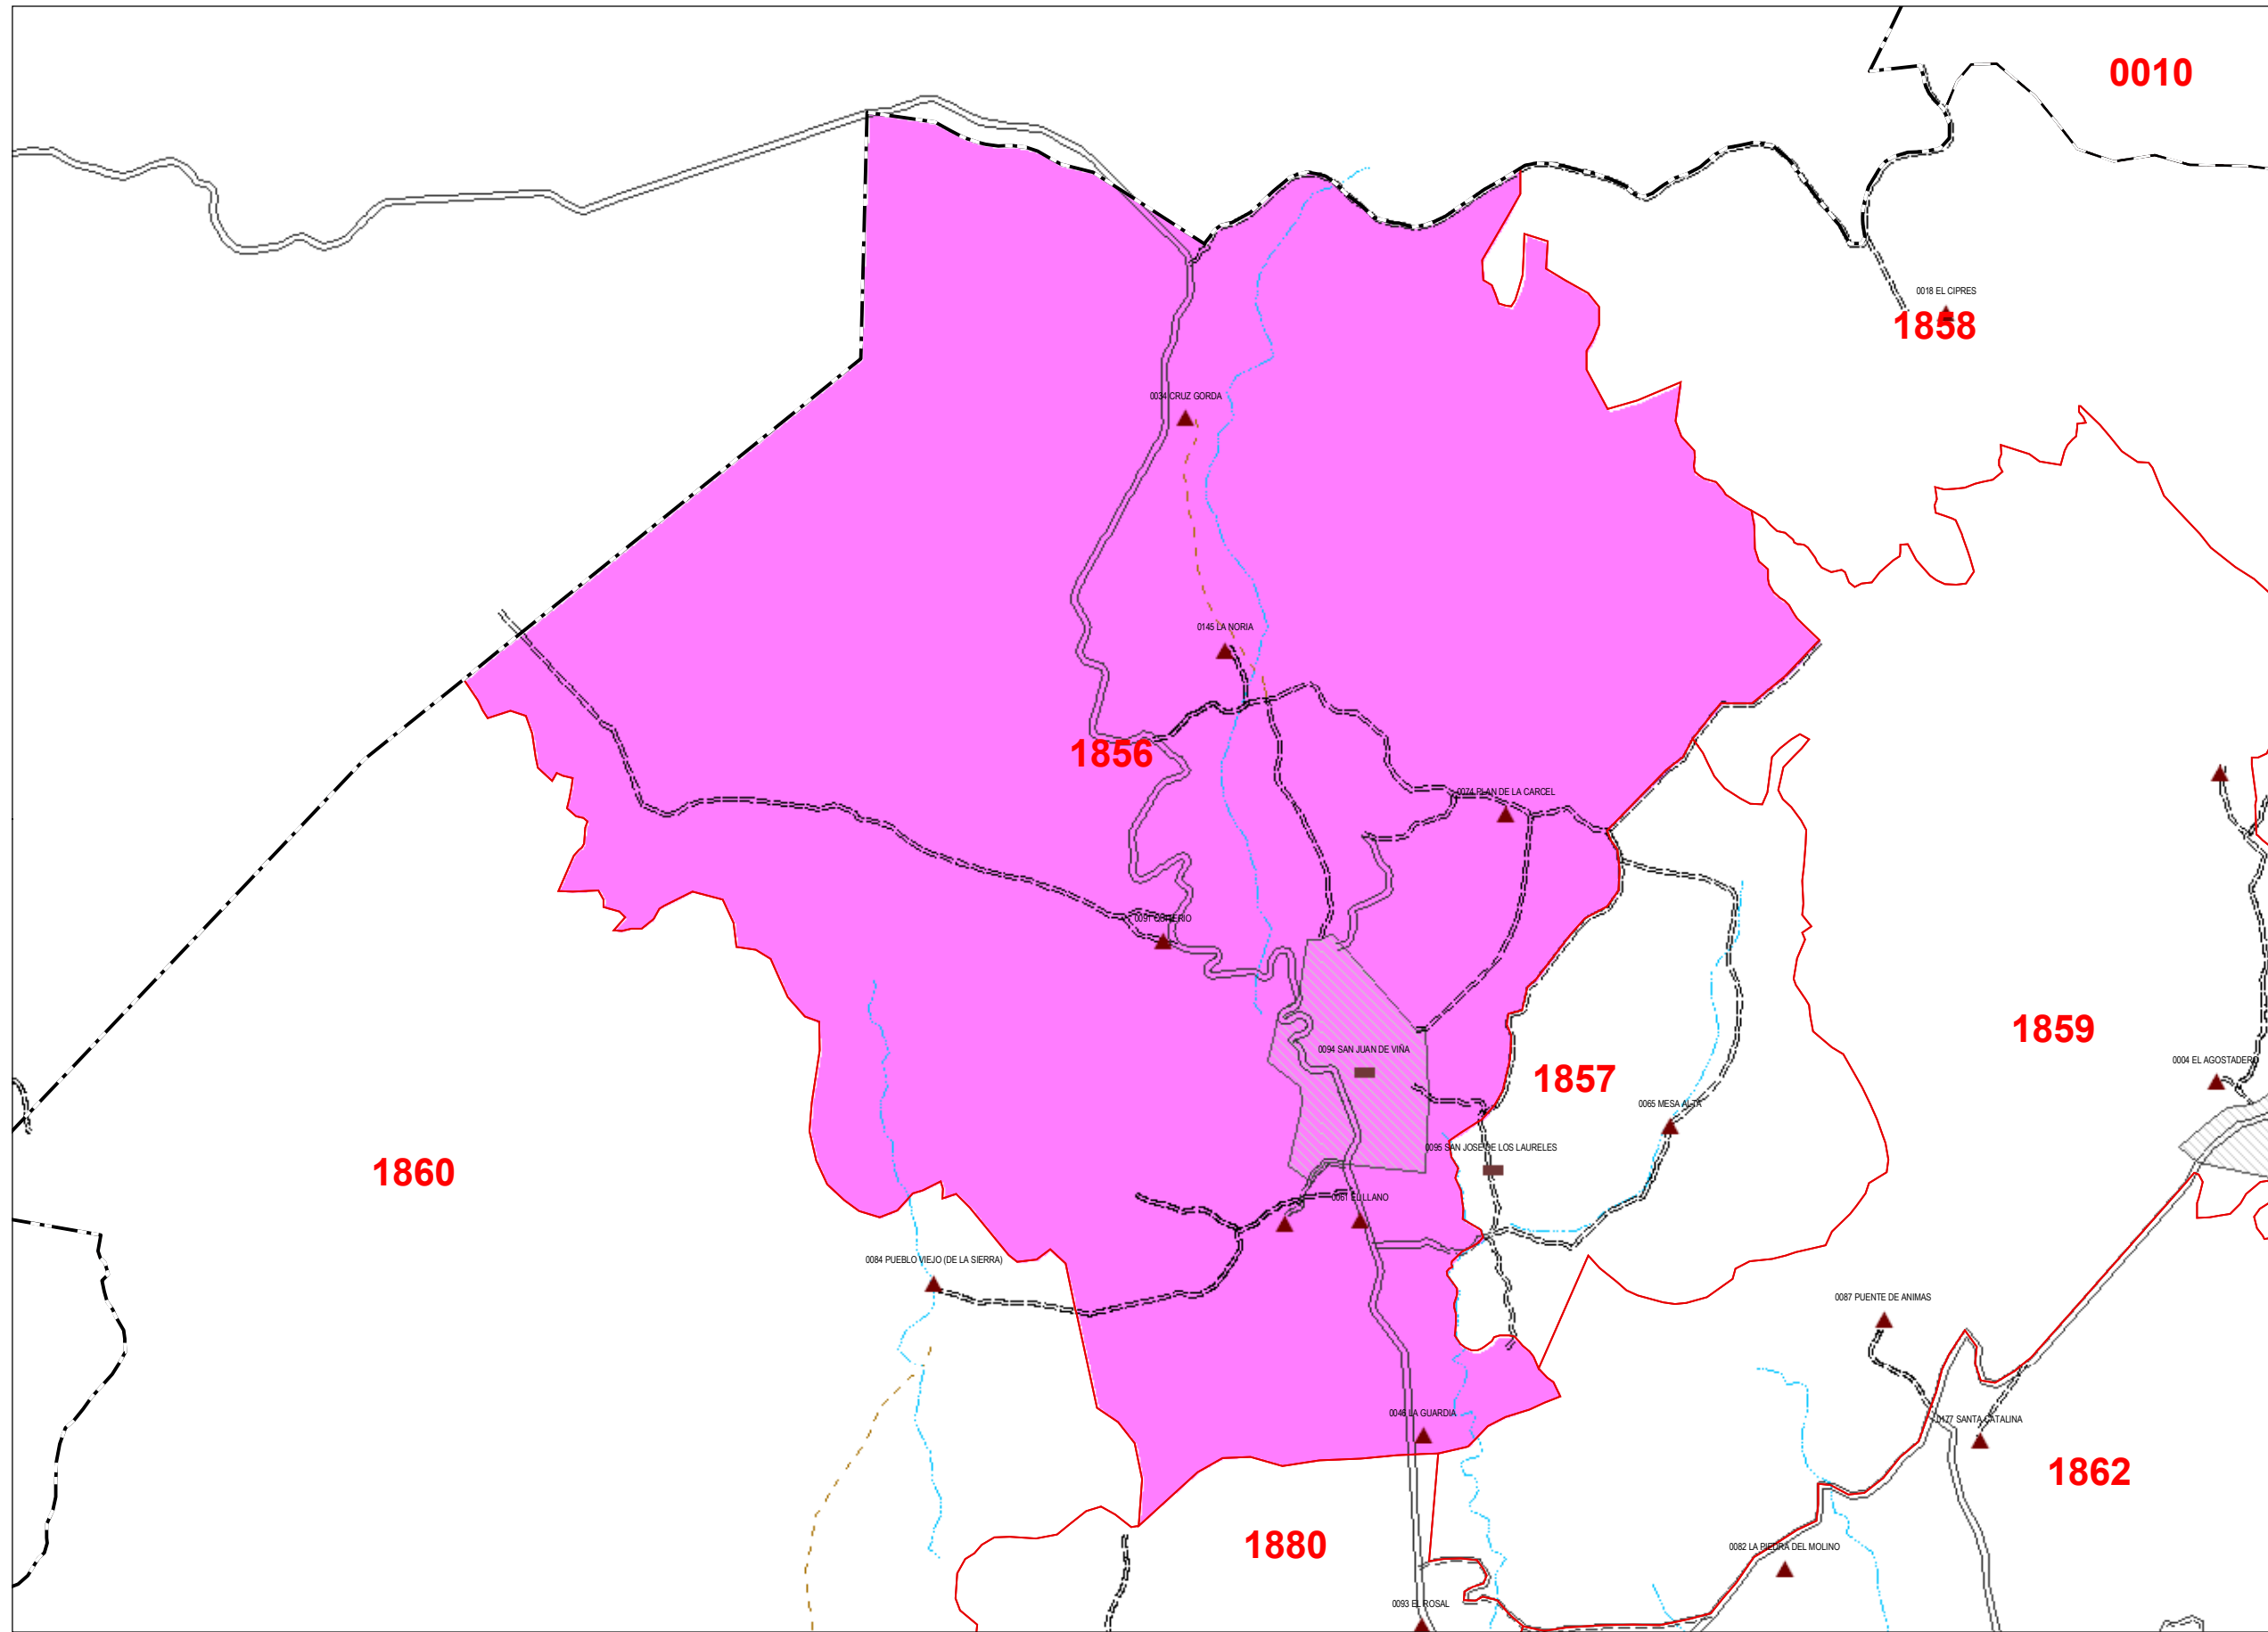 0010
0018 EL CIPRES
1858
0034 CRUZ GORDA
0145 LA NORIA
1856
0074 PLAN DE LA CARCEL
0091
1859
0094 SAN JUAN DE VIÑA
0004 EL AGOSTADERO
1857
0065 MESA ALTA
0095 SAN JOSE DE LOS LAURELES
1860
0061 EL LLANO
0084 PUEBLO VIEJO (DE LA SIERRA)
0087 PUENTE DE ANIMAS
0046 LA GUARDIA
0177 SANTA CATALINA
1862
1880
0082 LA PIEDRA DEL MOLINO
0093 EL ROSAL